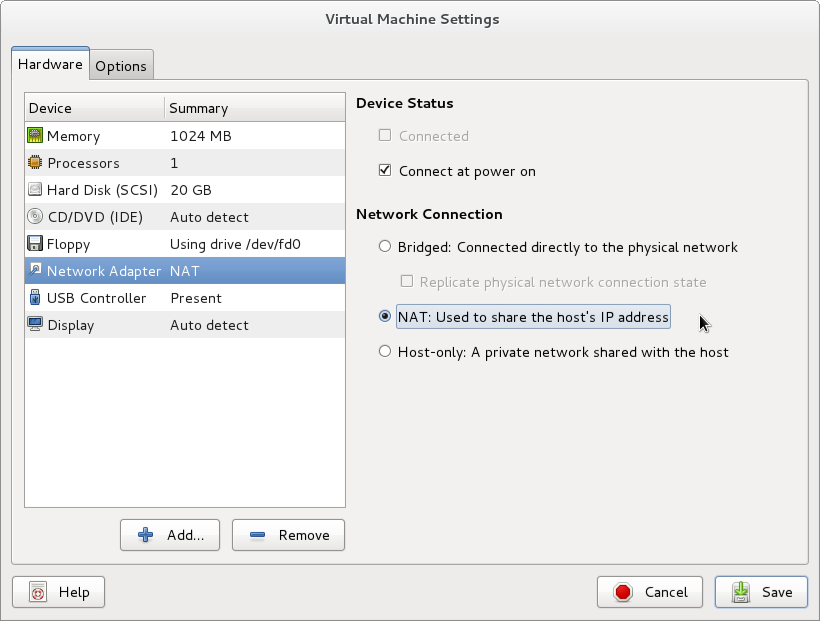 Virtual Machine Settings
Hardware
Options
Device Summary
Memory 1024 MB
Processors 1
Hard Disk (SCSI) 20 GB
CD/DVD (IDE) Auto detect
Floppy Using drive /dev/fd0
Network Adapter NAT
USB Controller Present
Display Auto detect
Add...
Remove
Device Status
Connected
Connect at power on
Network Connection
Bridged: Connected directly to the physical network
Replicate physical network connection state
NAT: Used to share the host's IP address
Host-only: A private network shared with the host
Help
Cancel
Save